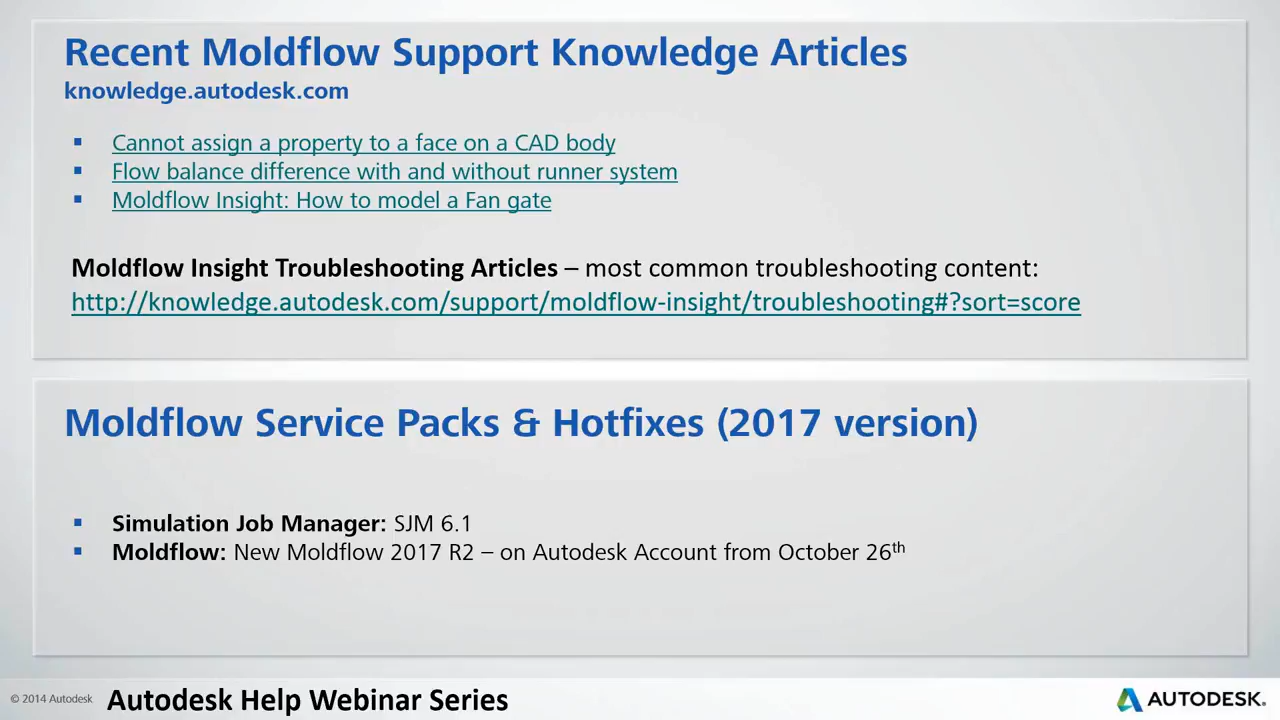 Recent Moldflow Support Knowledge Articles
knowledge.autodesk.com
▪ Cannot assign a property to a face on a CAD body
▪ Flow balance difference with and without runner system
▪ Moldflow Insight: How to model a Fan gate
Moldflow Insight Troubleshooting Articles – most common troubleshooting content:
http://knowledge.autodesk.com/support/moldflow-insight/troubleshooting#?sort=score
Moldflow Service Packs & Hotfixes (2017 version)
▪ Simulation Job Manager: SJM 6.1
▪ Moldflow: New Moldflow 2017 R2 – on Autodesk Account from October 26th
© 2014 Autodesk Autodesk Help Webinar Series AUTODESK.